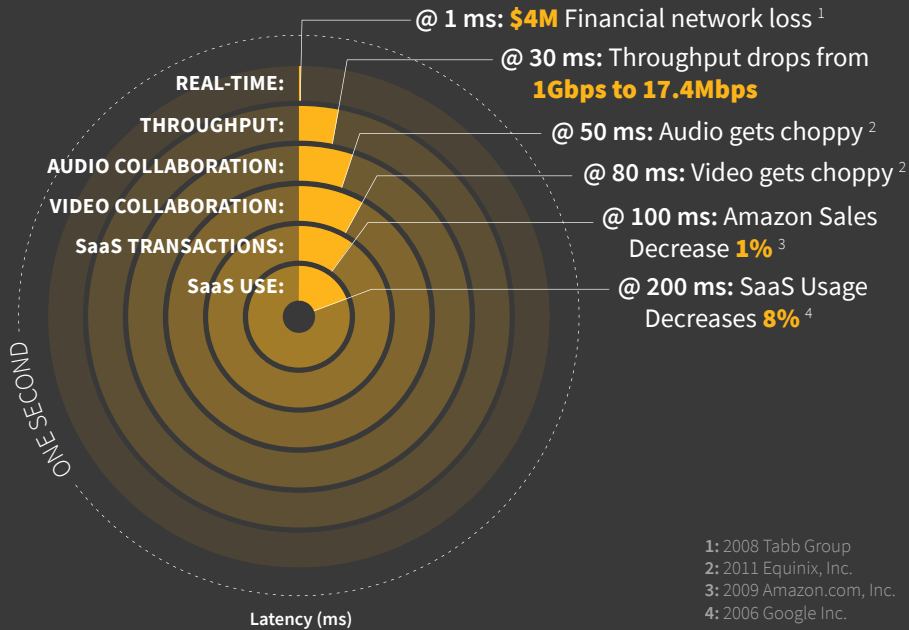 @ 1 ms: $4M Financial network loss 1
@ 30 ms: Throughput drops from
1Gbps to 17.4Mbps
@ 50 ms: Audio gets choppy 2
@ 80 ms: Video gets choppy 2
@ 100 ms: Amazon Sales
Decrease 1% 3
@ 200 ms: SaaS Usage
Decreases 8% 4
REAL-TIME:
THROUGHPUT:
AUDIO COLLABORATION:
VIDEO COLLABORATION:
SaaS TRANSACTIONS:
SaaS USE:
ONE SECOND
Latency (ms)
1: 2008 Tabb Group
2: 2011 Equinix, Inc.
3: 2009 Amazon.com, Inc.
4: 2006 Google Inc.